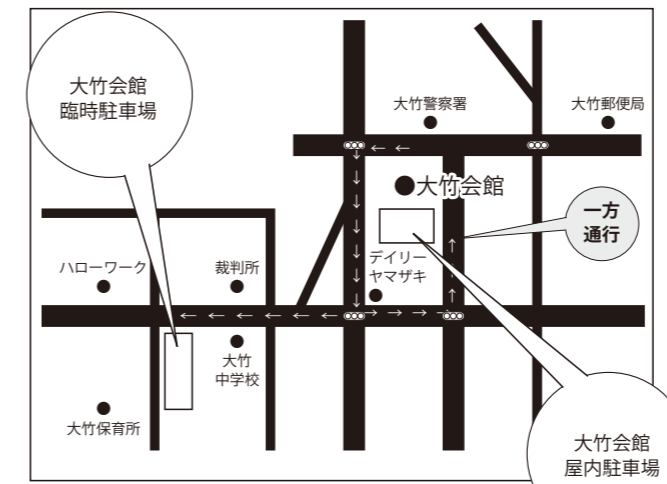 大竹会館
臨時駐車場
大竹警察署
大竹郵便局
大竹会館
一方
通行
デイリー
ヤマザキ
ハローワーク
裁判所
大竹
中学校
大竹保育所
大竹会館
屋内駐車場